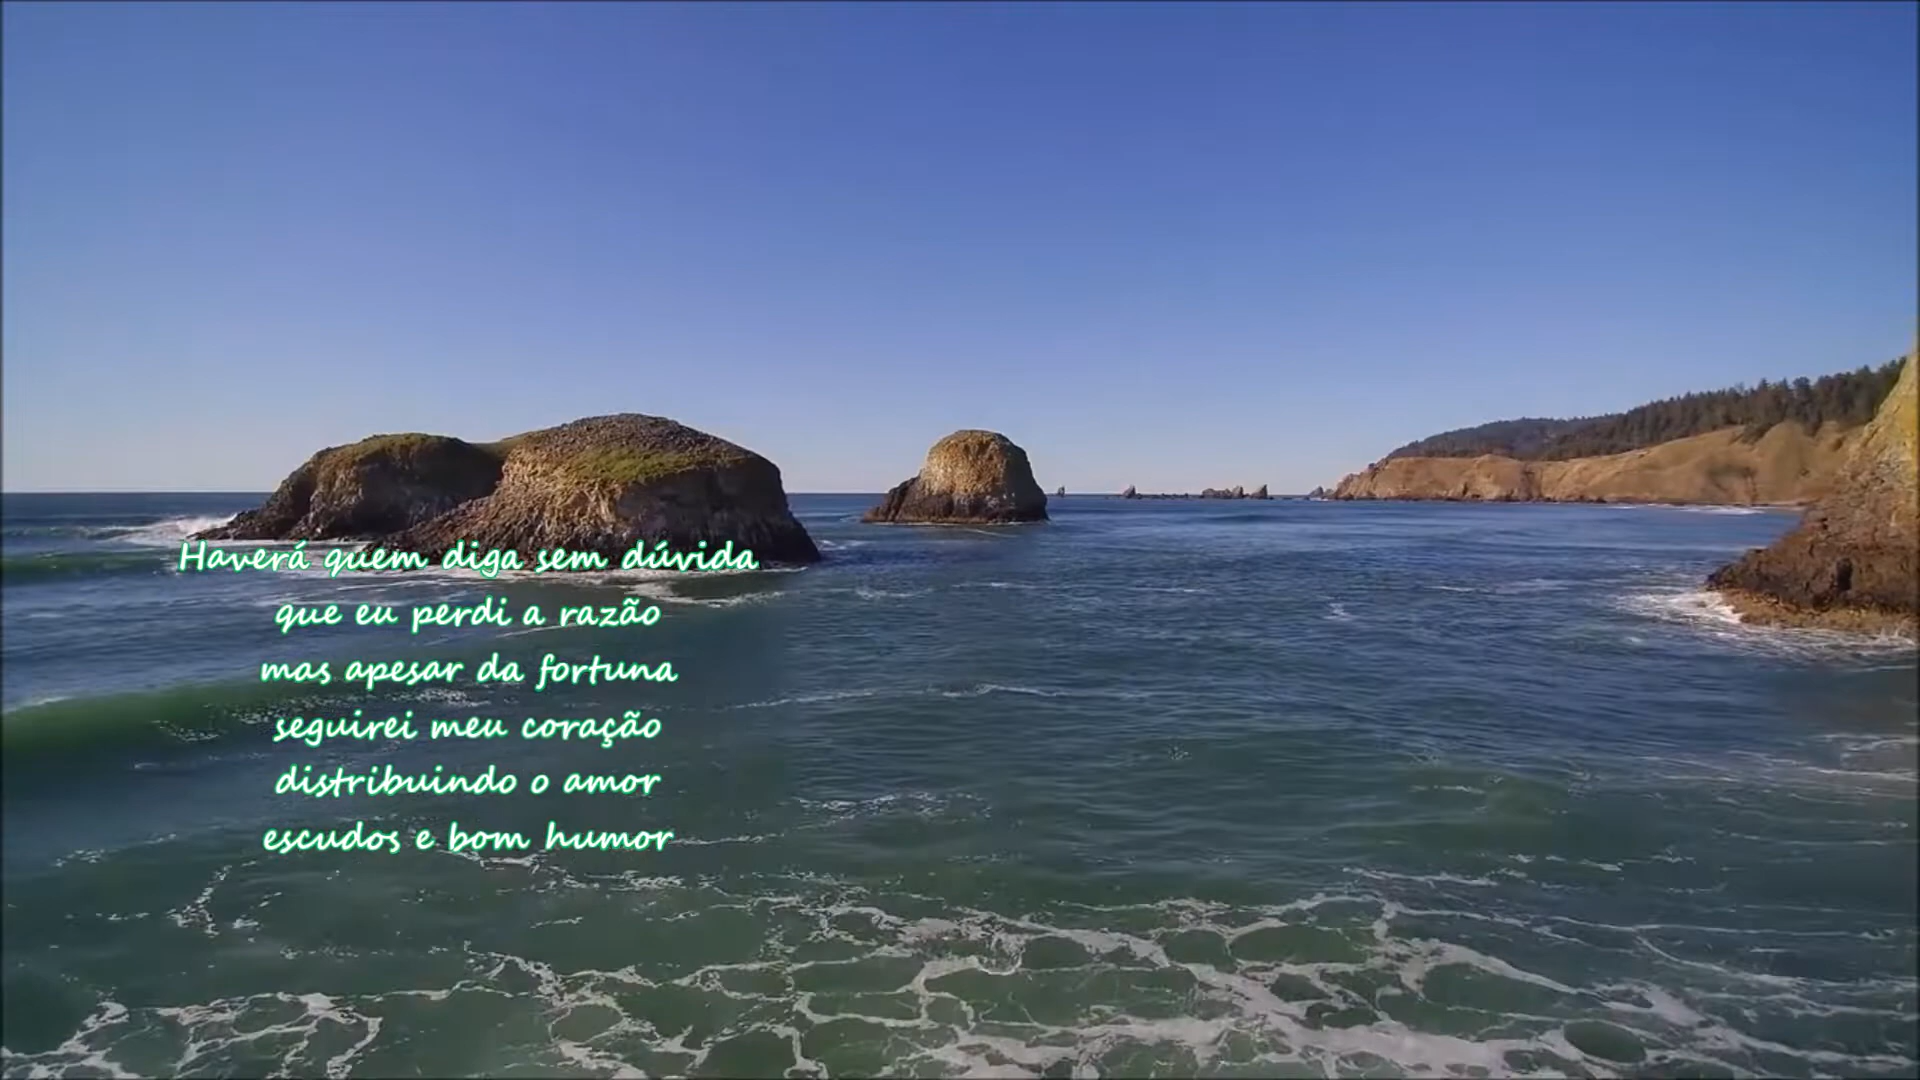 Haverá quem diga sem dúvida
que eu perdi a razão
mas apesar da fortuna
seguirei meu coração
distribuindo o amor
escudos e bom humor